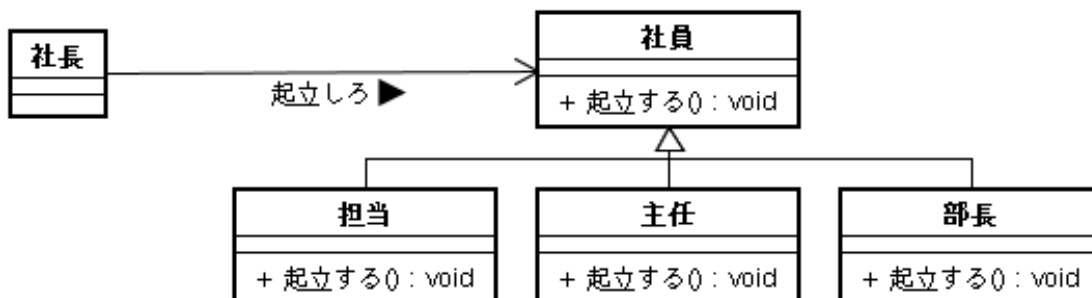 社長
起立しろ ▶
社員
+ 起立する() : void
担当
+ 起立する() : void
主任
+ 起立する() : void
部長
+ 起立する() : void